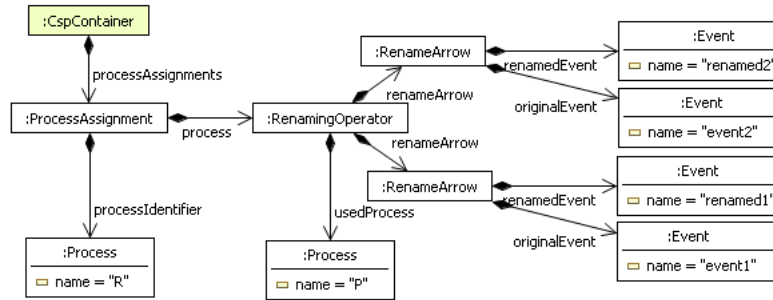 :CspContainer
processAssignments
:ProcessAssignment
process
processIdentifier
:Process
name = "R"
:RenamingOperator
usedProcess
:Process
name = "P"
renameArrow
:RenameArrow
renamedEvent
originalEvent
:Event
name = "renamed2"
:Event
name = "event2"
renameArrow
:RenameArrow
renamedEvent
originalEvent
:Event
name = "renamed1"
:Event
name = "event1"